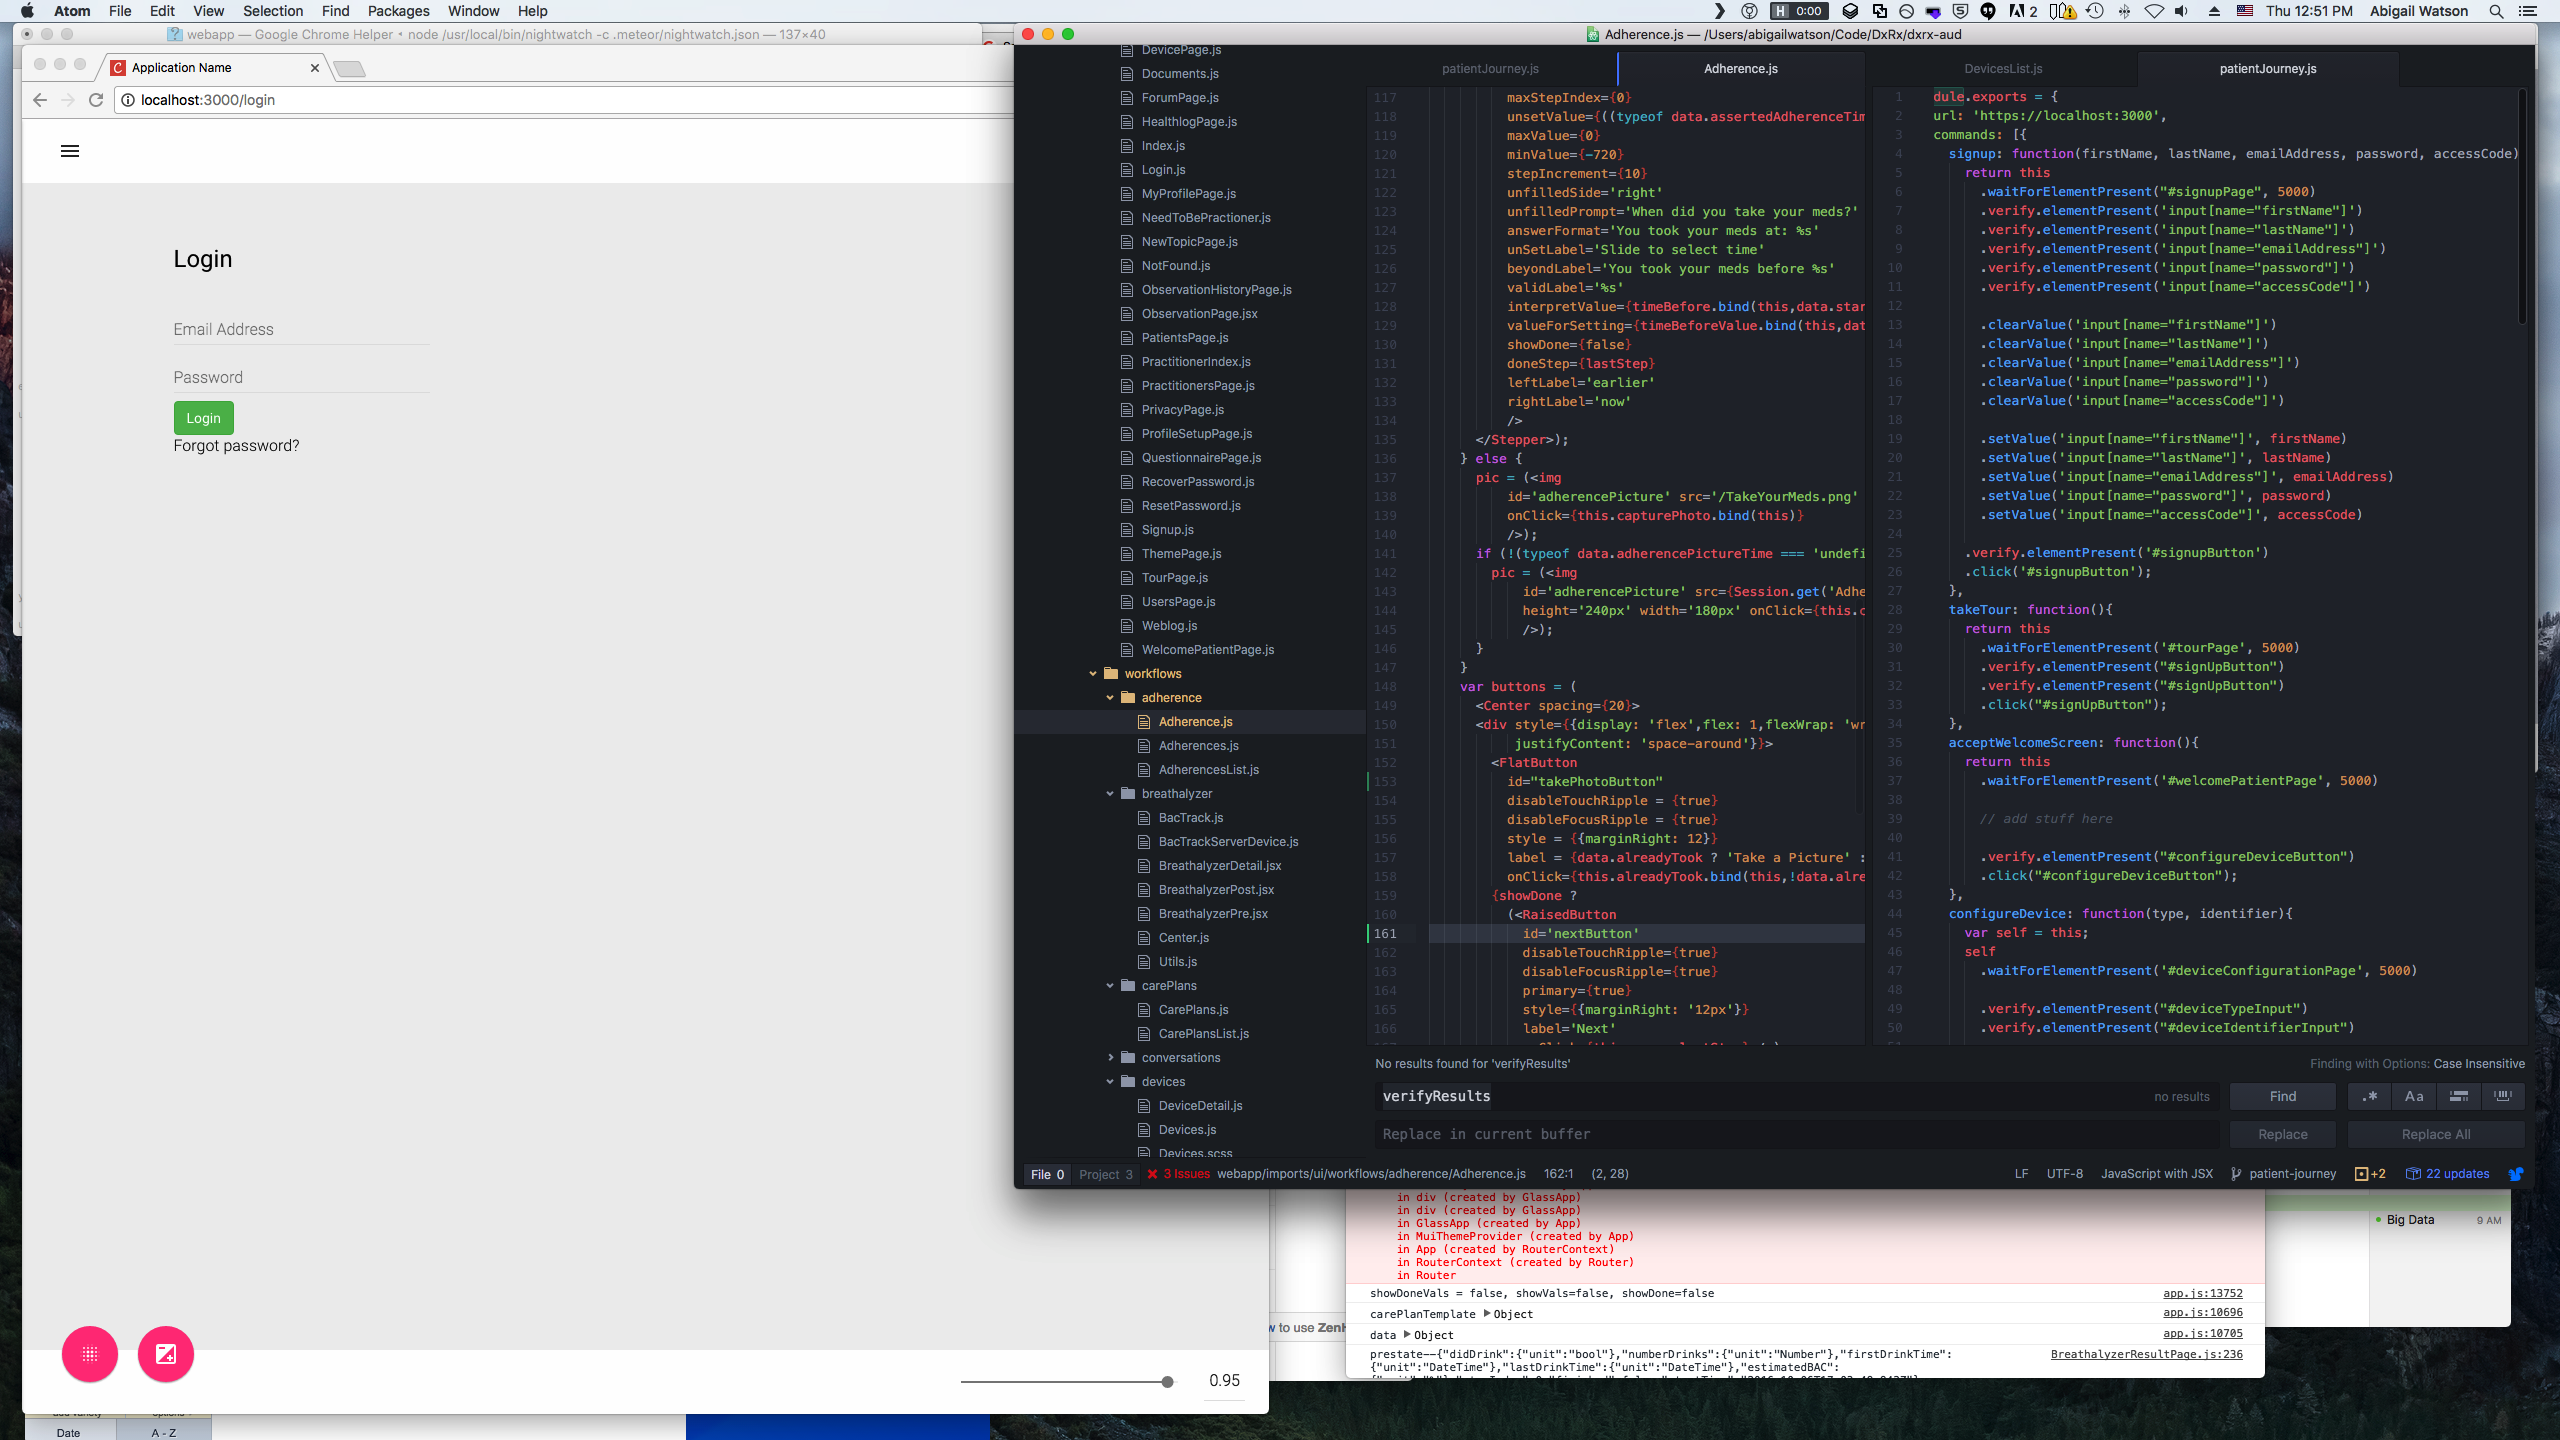 Atom File Edit View Selection Find Packages Window Help
H 0:00
2
Thu 12:51 PM Abigail Watson
webapp — Google Chrome Helper • node /usr/local/bin/nightwatch -c .meteor/nightwatch.json — 137×40
Application Name
localhost:3000/login
Login
Email Address
Password
Login
Forgot password?
0.95
Date
A - Z
Adherence.js — /Users/abigailwatson/Code/DxRx/dxrx-aud
DevicePage.js
Documents.js
ForumPage.js
HealthlogPage.js
Index.js
Login.js
MyProfilePage.js
NeedToBePractioner.js
NewTopicPage.js
NotFound.js
ObservationHistoryPage.js
ObservationPage.jsx
PatientsPage.js
PractitionerIndex.js
PractitionersPage.js
PrivacyPage.js
ProfileSetupPage.js
QuestionnairePage.js
RecoverPassword.js
ResetPassword.js
Signup.js
ThemePage.js
TourPage.js
UsersPage.js
Weblog.js
WelcomePatientPage.js
workflows
adherence
Adherence.js
Adherences.js
AdherencesList.js
breathalyzer
BacTrack.js
BacTrackServerDevice.js
BreathalyzerDetail.jsx
BreathalyzerPost.jsx
BreathalyzerPre.jsx
Center.js
Utils.js
carePlans
CarePlans.js
CarePlansList.js
conversations
devices
DeviceDetail.js
Devices.js
Devices.scss
patientJourney.js
Adherence.js
117 maxStepIndex={0}
118 unsetValue={((typeof data.assertedAdherenceTim
119 maxValue={0}
120 minValue={-720}
121 stepIncrement={10}
122 unfilledSide='right'
123 unfilledPrompt='When did you take your meds?'
124 answerFormat='You took your meds at: %s'
125 unSetLabel='Slide to select time'
126 beyondLabel='You took your meds before %s'
127 validLabel='%s'
128 interpretValue={timeBefore.bind(this,data.star
129 valueForSetting={timeBeforeValue.bind(this,dat
130 showDone={false}
131 doneStep={lastStep}
132 leftLabel='earlier'
133 rightLabel='now'
134 />
135 </Stepper>);
136 } else {
137 pic = (<img
138 id='adherencePicture' src='/TakeYourMeds.png'
139 onClick={this.capturePhoto.bind(this)}
140 />);
141 if (!(typeof data.adherencePictureTime === 'undefi
142 pic = (<img
143 id='adherencePicture' src={Session.get('Adhe
144 height='240px' width='180px' onClick={this.c
145 />);
146 }
147 }
148 var buttons = (
149 <Center spacing={20}>
150 <div style={{display: 'flex',flex: 1,flexWrap: 'wr
151 justifyContent: 'space-around'}}>
152 <FlatButton
153 id="takePhotoButton"
154 disableTouchRipple = {true}
155 disableFocusRipple = {true}
156 style = {{marginRight: 12}}
157 label = {data.alreadyTook ? 'Take a Picture' :
158 onClick={this.alreadyTook.bind(this,!data.alre
159 {showDone ?
160 (<RaisedButton
161 id='nextButton'
162 disableTouchRipple={true}
163 disableFocusRipple={true}
164 primary={true}
165 style={{marginRight: '12px'}}
166 label='Next'
DevicesList.js
patientJourney.js
1 dule.exports = {
2 url: 'https://localhost:3000',
3 commands: [{
4 signup: function(firstName, lastName, emailAddress, password, accessCode)
5 return this
6 .waitForElementPresent("#signupPage", 5000)
7 .verify.elementPresent('input[name="firstName"]')
8 .verify.elementPresent('input[name="lastName"]')
9 .verify.elementPresent('input[name="emailAddress"]')
10 .verify.elementPresent('input[name="password"]')
11 .verify.elementPresent('input[name="accessCode"]')
12
13 .clearValue('input[name="firstName"]')
14 .clearValue('input[name="lastName"]')
15 .clearValue('input[name="emailAddress"]')
16 .clearValue('input[name="password"]')
17 .clearValue('input[name="accessCode"]')
18
19 .setValue('input[name="firstName"]', firstName)
20 .setValue('input[name="lastName"]', lastName)
21 .setValue('input[name="emailAddress"]', emailAddress)
22 .setValue('input[name="password"]', password)
23 .setValue('input[name="accessCode"]', accessCode)
24
25 .verify.elementPresent('#signupButton')
26 .click('#signupButton');
27 },
28 takeTour: function(){
29 return this
30 .waitForElementPresent('#tourPage', 5000)
31 .verify.elementPresent("#signUpButton")
32 .verify.elementPresent("#signUpButton")
33 .click("#signUpButton");
34 },
35 acceptWelcomeScreen: function(){
36 return this
37 .waitForElementPresent('#welcomePatientPage', 5000)
38
39 // add stuff here
40
41 .verify.elementPresent("#configureDeviceButton")
42 .click("#configureDeviceButton");
43 },
44 configureDevice: function(type, identifier){
45 var self = this;
46 self
47 .waitForElementPresent('#deviceConfigurationPage', 5000)
48
49 .verify.elementPresent("#deviceTypeInput")
50 .verify.elementPresent("#deviceIdentifierInput")
No results found for 'verifyResults'
Finding with Options: Case Insensitive
verifyResults
no results
Find
.* Aa
Replace in current buffer
Replace
Replace All
File 0 Project 3 3 Issues webapp/imports/ui/workflows/adherence/Adherence.js 162:1 (2, 28)
LF UTF-8 JavaScript with JSX patient-journey +2 22 updates
in div (created by GlassApp)
in div (created by GlassApp)
in GlassApp (created by App)
in MuiThemeProvider (created by App)
in App (created by RouterContext)
in RouterContext (created by Router)
in Router
showDoneVals = false, showVals=false, showDone=false app.js:13752
carePlanTemplate Object app.js:10696
data Object app.js:10705
prestate--{"didDrink":{"unit":"bool"},"numberDrinks":{"unit":"Number"},"firstDrinkTime": BreathalyzerResultPage.js:236
{"unit":"DateTime"},"lastDrinkTime":{"unit":"DateTime"},"estimatedBAC":
to use Zen
Big Data 9 AM